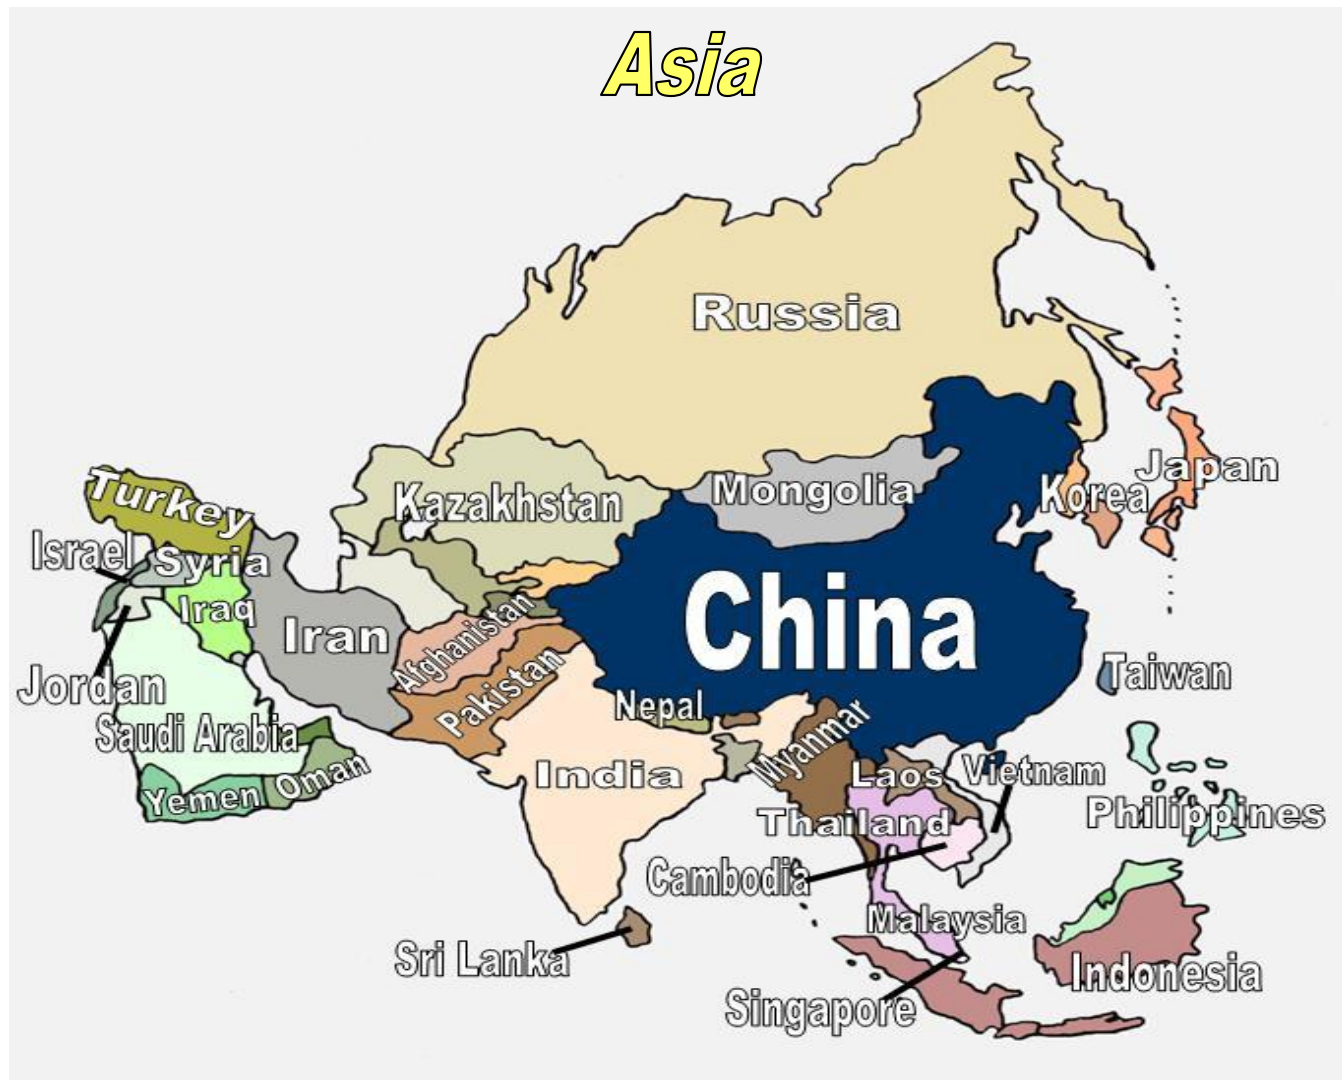 Asia
Russia
Japan
Turkey
Kazakhstan
Mongolia
Korea
Israel
Syria
Iraq
Iran
Afghanistan
China
Jordan
Pakistan
Taiwan
Saudi Arabia
Nepal
Myanmar
Yemen
Oman
India
Laos
Vietnam
Thailand
Philippines
Cambodia
Malaysia
Sri Lanka
Indonesia
Singapore